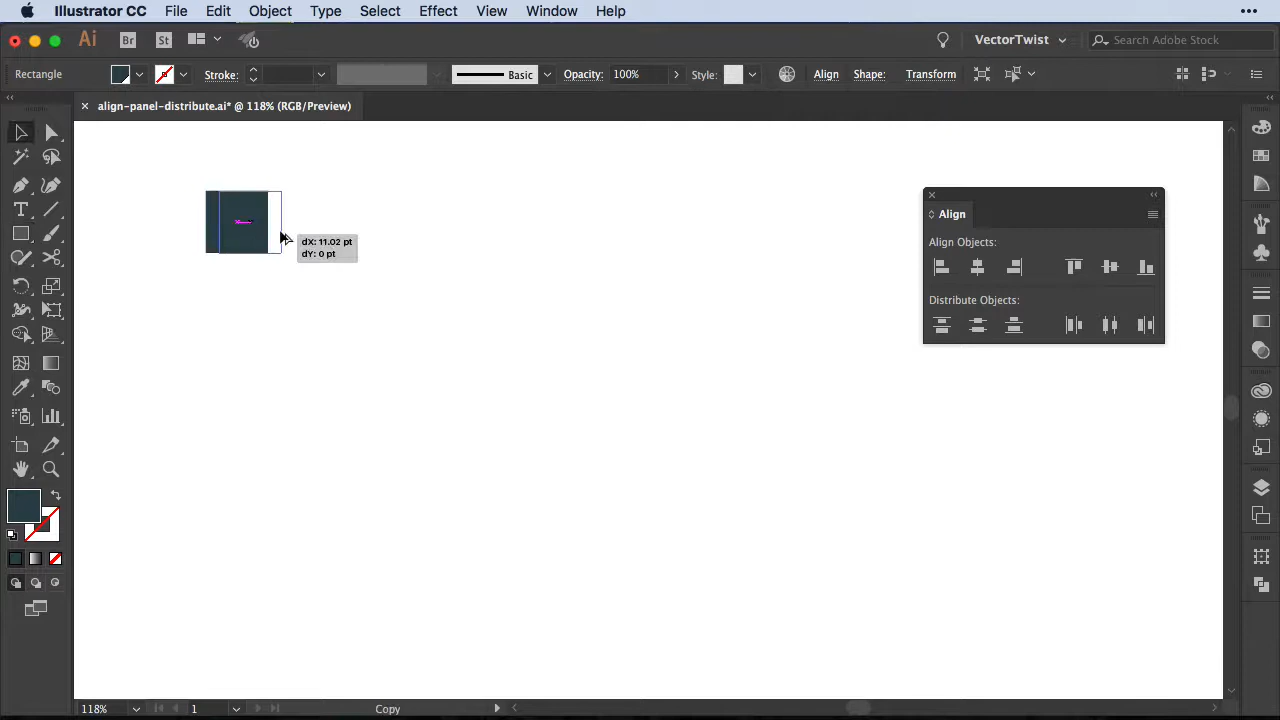 Illustrator CC File Edit Object Type Select Effect View Window Help
Ai Br St VectorTwist Search Adobe Stock
Rectangle Stroke: Basic Opacity: 100% Style: Align Shape: Transform
align-panel-distribute.ai* @ 118% (RGB/Preview)
Align
dX: 11.02 pt
dY: 0 pt
Align Objects:
Distribute Objects:
118% 1 Copy